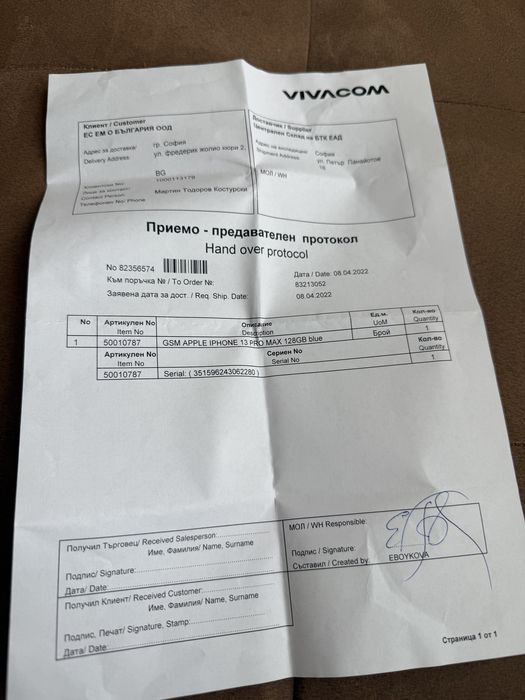 VIVACOM
Клиент / Customer
ЕС ЕМ О БЪЛГАРИЯ ООД
Адрес за доставка/ гр. София
Delivery Address ул. Фредерик жолио кюри 2,
BG
Клиентски No: 1000113178
Лице за контакт/
Contact Person: Мартин Тодоров Костурски
Телефонен No/ Phone
Доставчик / Supplier
Централен Склад на БТК ЕАД
Адрес на експедиция/ София
Shipment Address: ул. Петър Панайотов
МОЛ / WH
Приемо - предавателен протокол
Hand over protocol
No 82356574 Дата / Date: 08.04.2022
Към поръчка № / To Order №: 83213052
Заявена дата за дост. / Req. Ship. Date: 08.04.2022
No Артикулен No Описание Ед.м. Кол-во
Item No Description UoM Quantity
1 50010787 GSM APPLE IPHONE 13 PRO MAX 128GB blue Брой 1
Артикулен No Сериен No Кол-во
Item No Serial No Quantity
50010787 Serial: ( 351596243062280 ) 1
Получил Търговец/ Received Salesperson:
Име, Фамилия/ Name, Surname
Подпис/ Signature:
Дата/ Date:
Получил Клиент/ Received Customer:
Име, Фамилия/ Name, Surname
Подпис, Печат/ Signature, Stamp:
Дата/ Date:
МОЛ / WH Responsible:
Подпис / Signature:
Съставил / Created by: EBOYKOVA
Страница 1 от 1